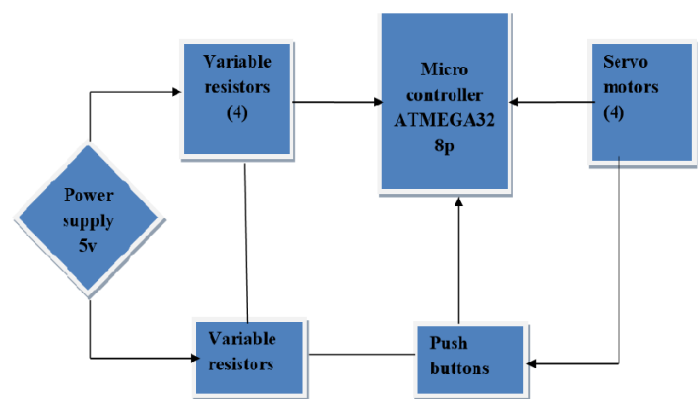 Variable
resistors
(4)
Micro
controller
ATMEGA32
8p
Servo
motors
(4)
Power
supply
5v
Variable
resistors
Push
buttons